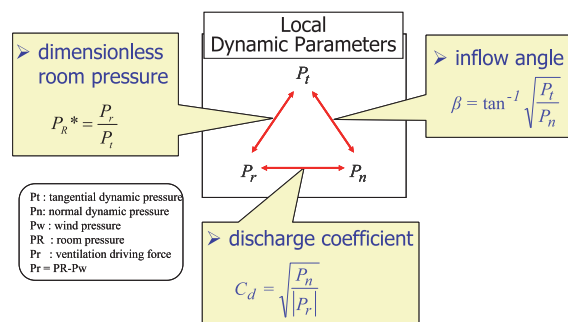 Local
Dynamic Parameters
➢ dimensionless
room pressure
P_R* = P_r / P_t
P_t
P_r
P_n
➢ inflow angle
β = tan^-1 √(P_t / P_n)
Pt : tangential dynamic pressure
Pn: normal dynamic pressure
Pw : wind pressure
PR : room pressure
Pr : ventilation driving force
Pr = PR-Pw
➢ discharge coefficient
C_d = √(P_n / |P_r|)